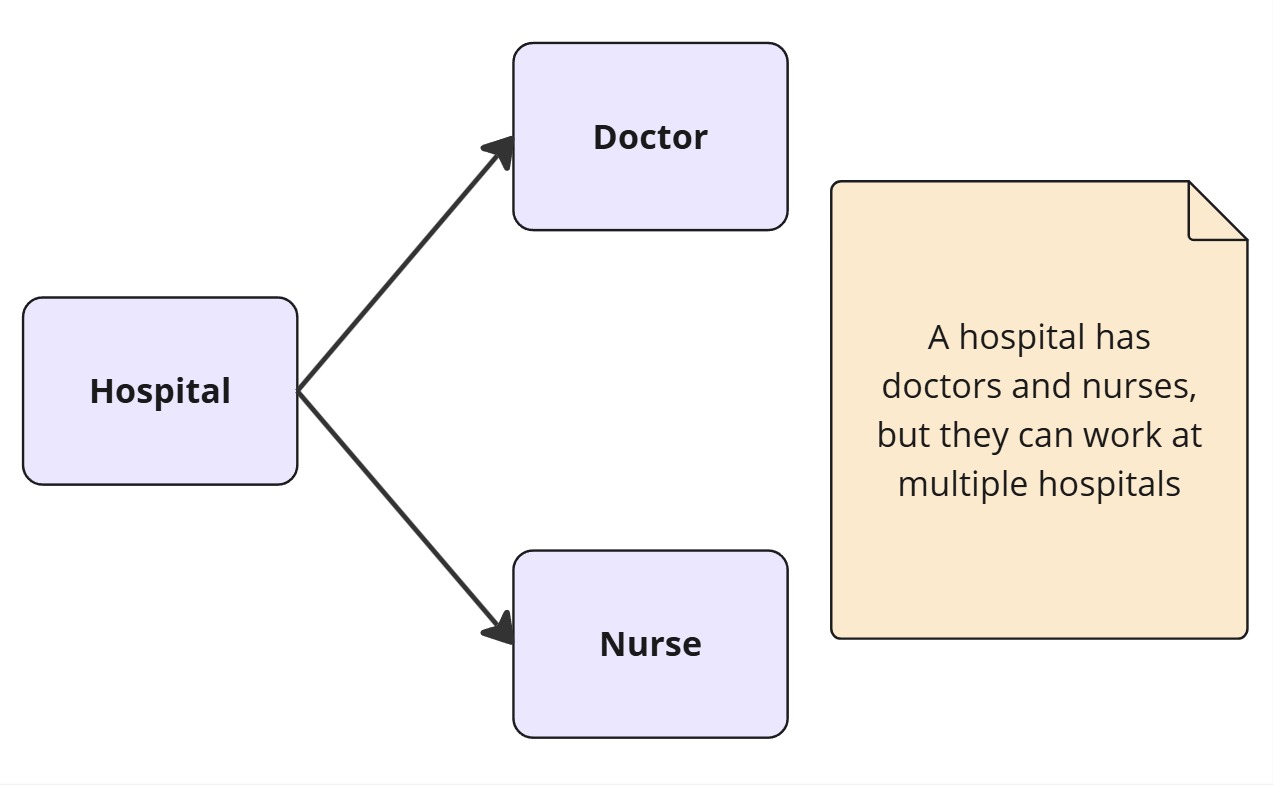 Doctor
Hospital
Nurse
A hospital has
doctors and nurses,
but they can work at
multiple hospitals